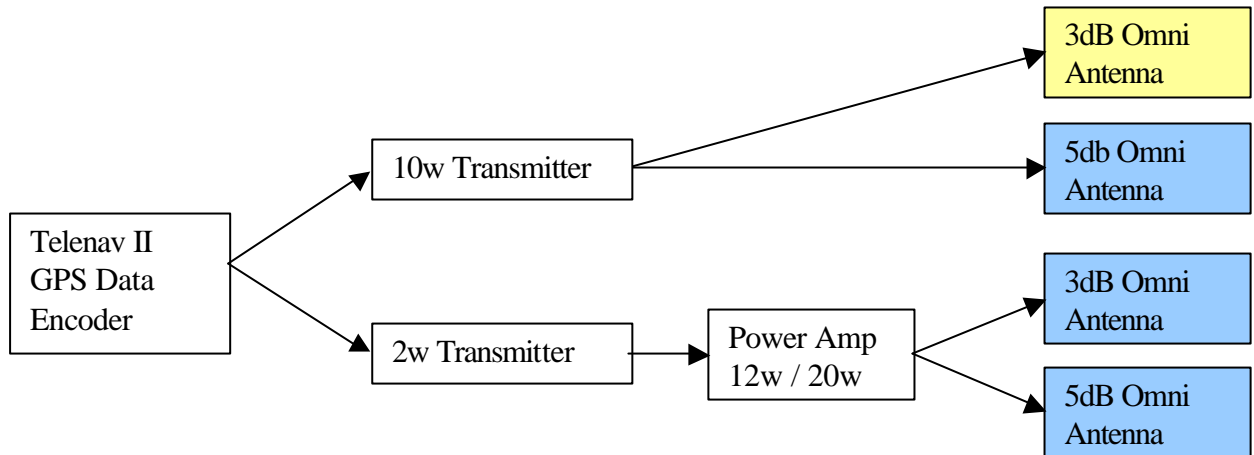 3dB Omni
Antenna
10w Transmitter
5db Omni
Antenna
Telenav II
GPS Data
Encoder
3dB Omni
Antenna
2w Transmitter
Power Amp
12w / 20w
5dB Omni
Antenna